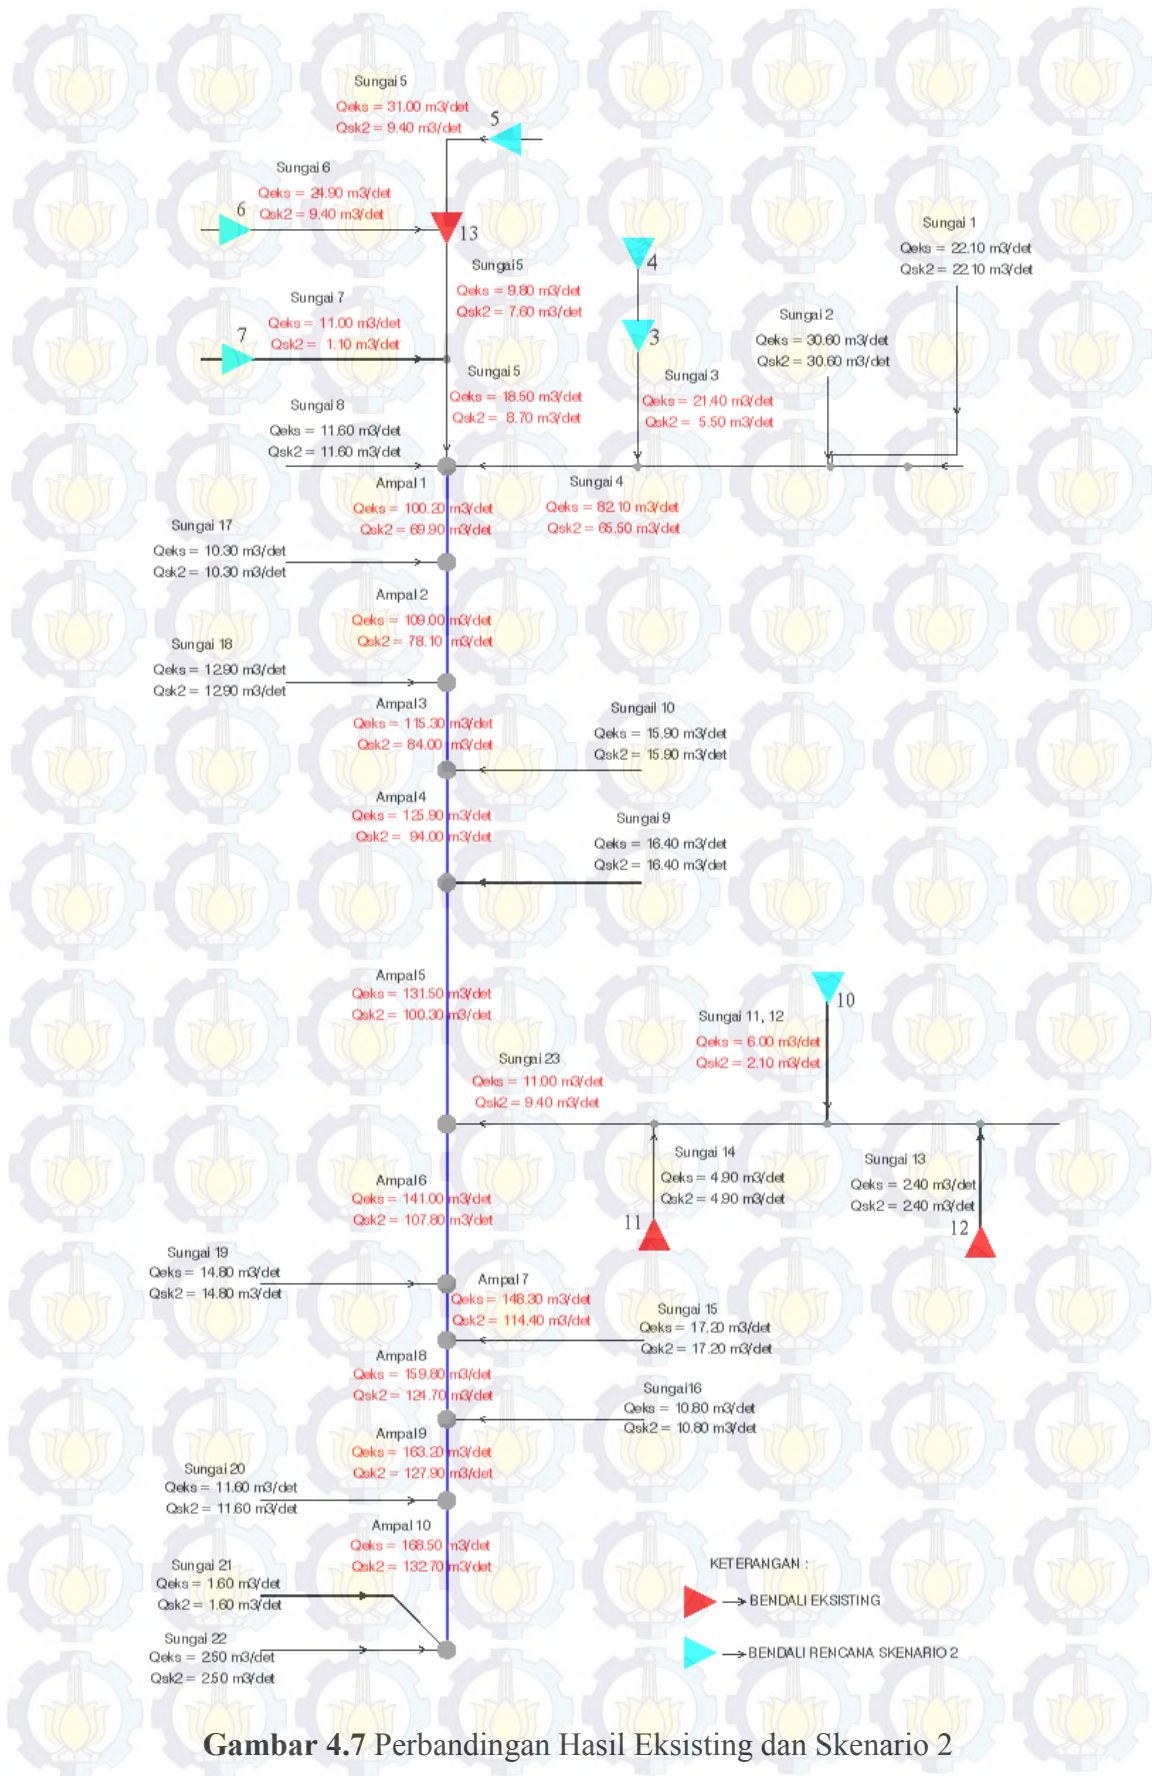 Sungai 5
Qeks = 31.00 m3/det
Qsk2 = 9.40 m3/det
5
Sungai 6
Qeks = 24.90 m3/det
Qsk2 = 9.40 m3/det
6
13
Sungai 1
Qeks = 22.10 m3/det
Qsk2 = 22.10 m3/det
4
Sungai 5
Qeks = 9.80 m3/det
Qsk2 = 7.60 m3/det
Sungai 7
Qeks = 11.00 m3/det
Qsk2 = 1.10 m3/det
7
3
Sungai 2
Qeks = 30.60 m3/det
Qsk2 = 30.60 m3/det
Sungai 5
Qeks = 18.50 m3/det
Qsk2 = 8.70 m3/det
Sungai 3
Qeks = 21.40 m3/det
Qsk2 = 5.50 m3/det
Sungai 8
Qeks = 11.60 m3/det
Qsk2 = 11.60 m3/det
Ampal 1
Qeks = 100.20 m3/det
Qsk2 = 69.90 m3/det
Sungai 4
Qeks = 82.10 m3/det
Qsk2 = 65.50 m3/det
Sungai 17
Qeks = 10.30 m3/det
Qsk2 = 10.30 m3/det
Ampal 2
Qeks = 109.00 m3/det
Qsk2 = 78.10 m3/det
Sungai 18
Qeks = 12.90 m3/det
Qsk2 = 12.90 m3/det
Ampal 3
Qeks = 115.30 m3/det
Qsk2 = 84.00 m3/det
Sungail 10
Qeks = 15.90 m3/det
Qsk2 = 15.90 m3/det
Ampal 4
Qeks = 125.90 m3/det
Qsk2 = 94.00 m3/det
Sungai 9
Qeks = 16.40 m3/det
Qsk2 = 16.40 m3/det
Ampal 5
Qeks = 131.50 m3/det
Qsk2 = 100.30 m3/det
10
Sungai 11, 12
Qeks = 6.00 m3/det
Qsk2 = 2.10 m3/det
Sungai 23
Qeks = 11.00 m3/det
Qsk2 = 9.40 m3/det
Sungai 14
Qeks = 4.90 m3/det
Qsk2 = 4.90 m3/det
11
Sungai 13
Qeks = 2.40 m3/det
Qsk2 = 2.40 m3/det
12
Ampal 6
Qeks = 141.00 m3/det
Qsk2 = 107.80 m3/det
Sungai 19
Qeks = 14.80 m3/det
Qsk2 = 14.80 m3/det
Ampal 7
Qeks = 148.30 m3/det
Qsk2 = 114.40 m3/det
Sungai 15
Qeks = 17.20 m3/det
Qsk2 = 17.20 m3/det
Ampal 8
Qeks = 159.80 m3/det
Qsk2 = 124.70 m3/det
Sungai 16
Qeks = 10.80 m3/det
Qsk2 = 10.80 m3/det
Ampal 9
Qeks = 163.20 m3/det
Qsk2 = 127.90 m3/det
Sungai 20
Qeks = 11.60 m3/det
Qsk2 = 11.60 m3/det
Ampal 10
Qeks = 168.50 m3/det
Qsk2 = 132.70 m3/det
Sungai 21
Qeks = 1.60 m3/det
Qsk2 = 1.60 m3/det
Sungai 22
Qeks = 2.50 m3/det
Qsk2 = 2.50 m3/det
KETERANGAN :
BENDALI EKSISTING
BENDALI RENCANA SKENARIO 2
Gambar 4.7 Perbandingan Hasil Eksisting dan Skenario 2